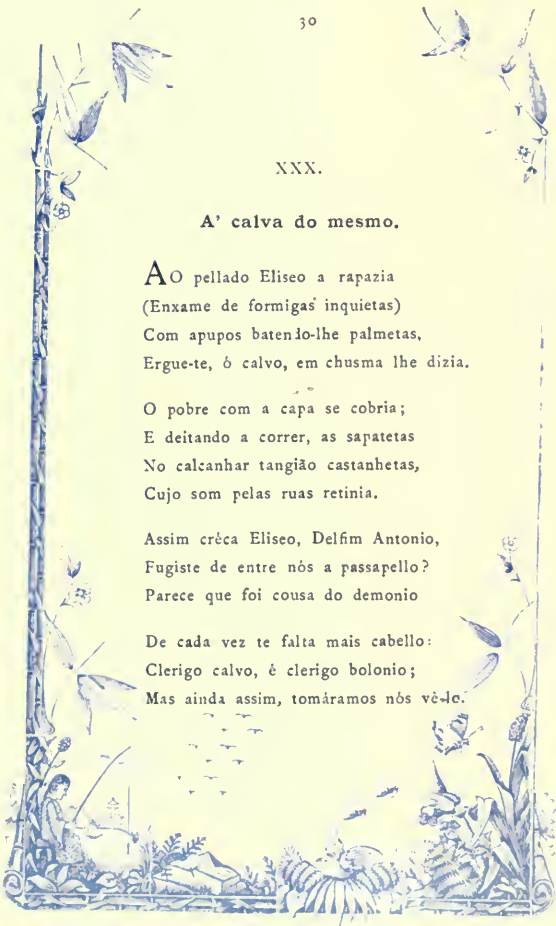 30
XXX.
A' calva do mesmo.
AO pellado Eliseo a rapazia
(Enxame de formigas inquietas)
Com apupos batendo-lhe palmetas,
Ergue-te, ó calvo, em chusma lhe dizia.
O pobre com a capa se cobria;
E deitando a correr, as sapatetas
No calcanhar tangião castanhetas,
Cujo som pelas ruas retinia.
Assim crêca Eliseo, Delfim Antonio,
Fugiste de entre nós a passapello?
Parece que foi cousa do demonio
De cada vez te falta mais cabello:
Clerigo calvo, é clerigo bolonio;
Mas ainda assim, tomáramos nós vê-lo.